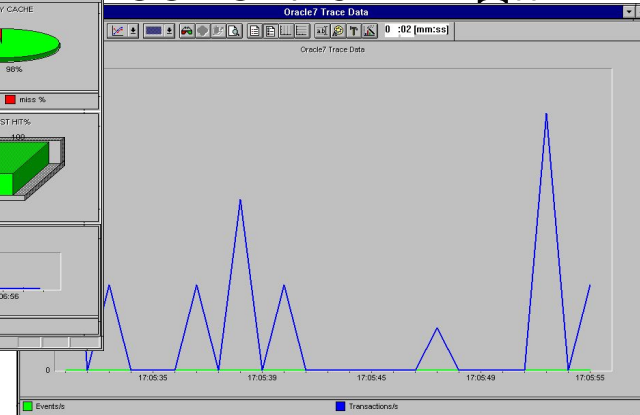 Y CACHE
98%
miss %
ST HIT%
100
06:56
Oracle7 Trace Data
0 :02 [mm:ss]
Oracle7 Trace Data
0
17:05:35
17:05:39
17:05:45
17:05:49
17:05:55
Events/s
Transactions/s